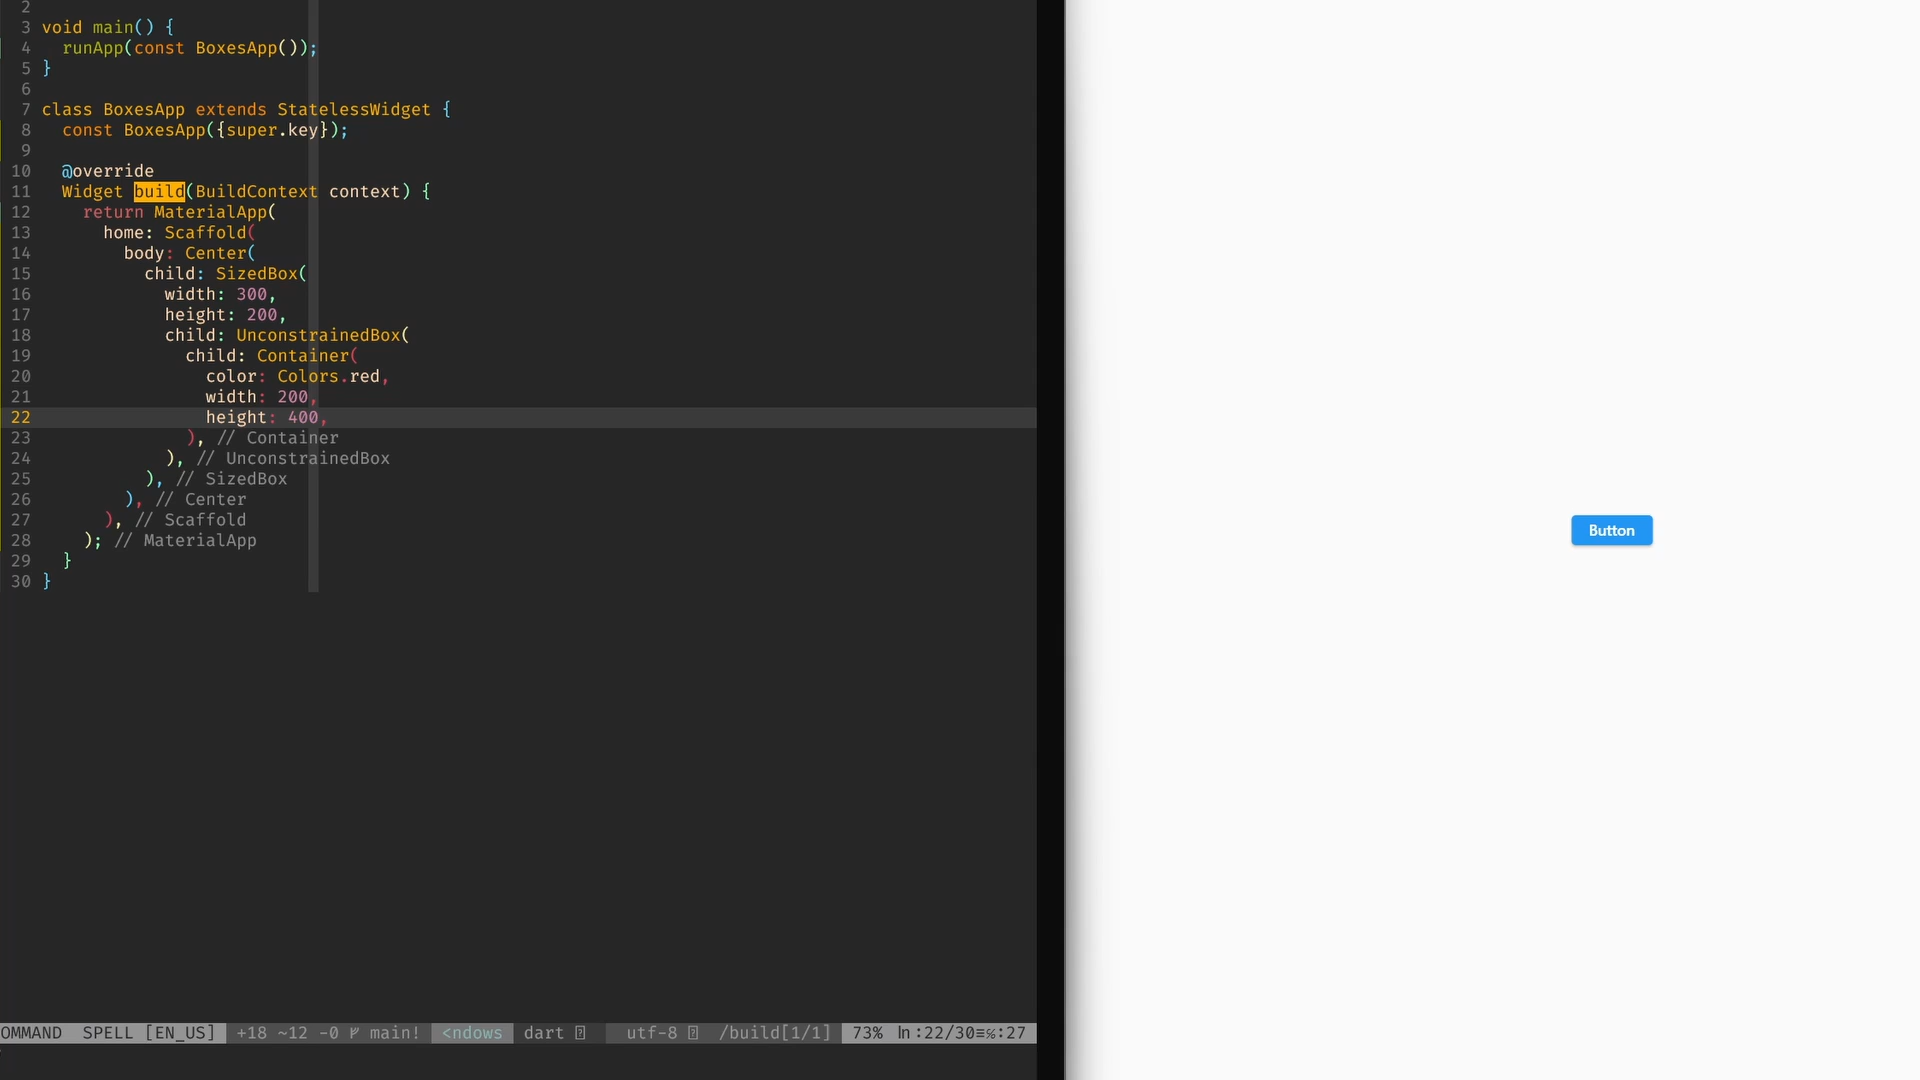 2
3 void main() {
4   runApp(const BoxesApp());
5 }
6
7 class BoxesApp extends StatelessWidget {
8   const BoxesApp({super.key});
9
10   @override
11   Widget build(BuildContext context) {
12     return MaterialApp(
13       home: Scaffold(
14         body: Center(
15           child: SizedBox(
16             width: 300,
17             height: 200,
18             child: UnconstrainedBox(
19               child: Container(
20                 color: Colors.red,
21                 width: 200,
22                 height: 400,
23               ), // Container
24             ), // UnconstrainedBox
25           ), // SizedBox
26         ), // Center
27       ), // Scaffold
28     ); // MaterialApp
29   }
30 }
Button
OMMAND SPELL [EN_US] +18 ~12 -0 main! <ndows dart utf-8 /build[1/1] 73% ln:22/30≡℅:27